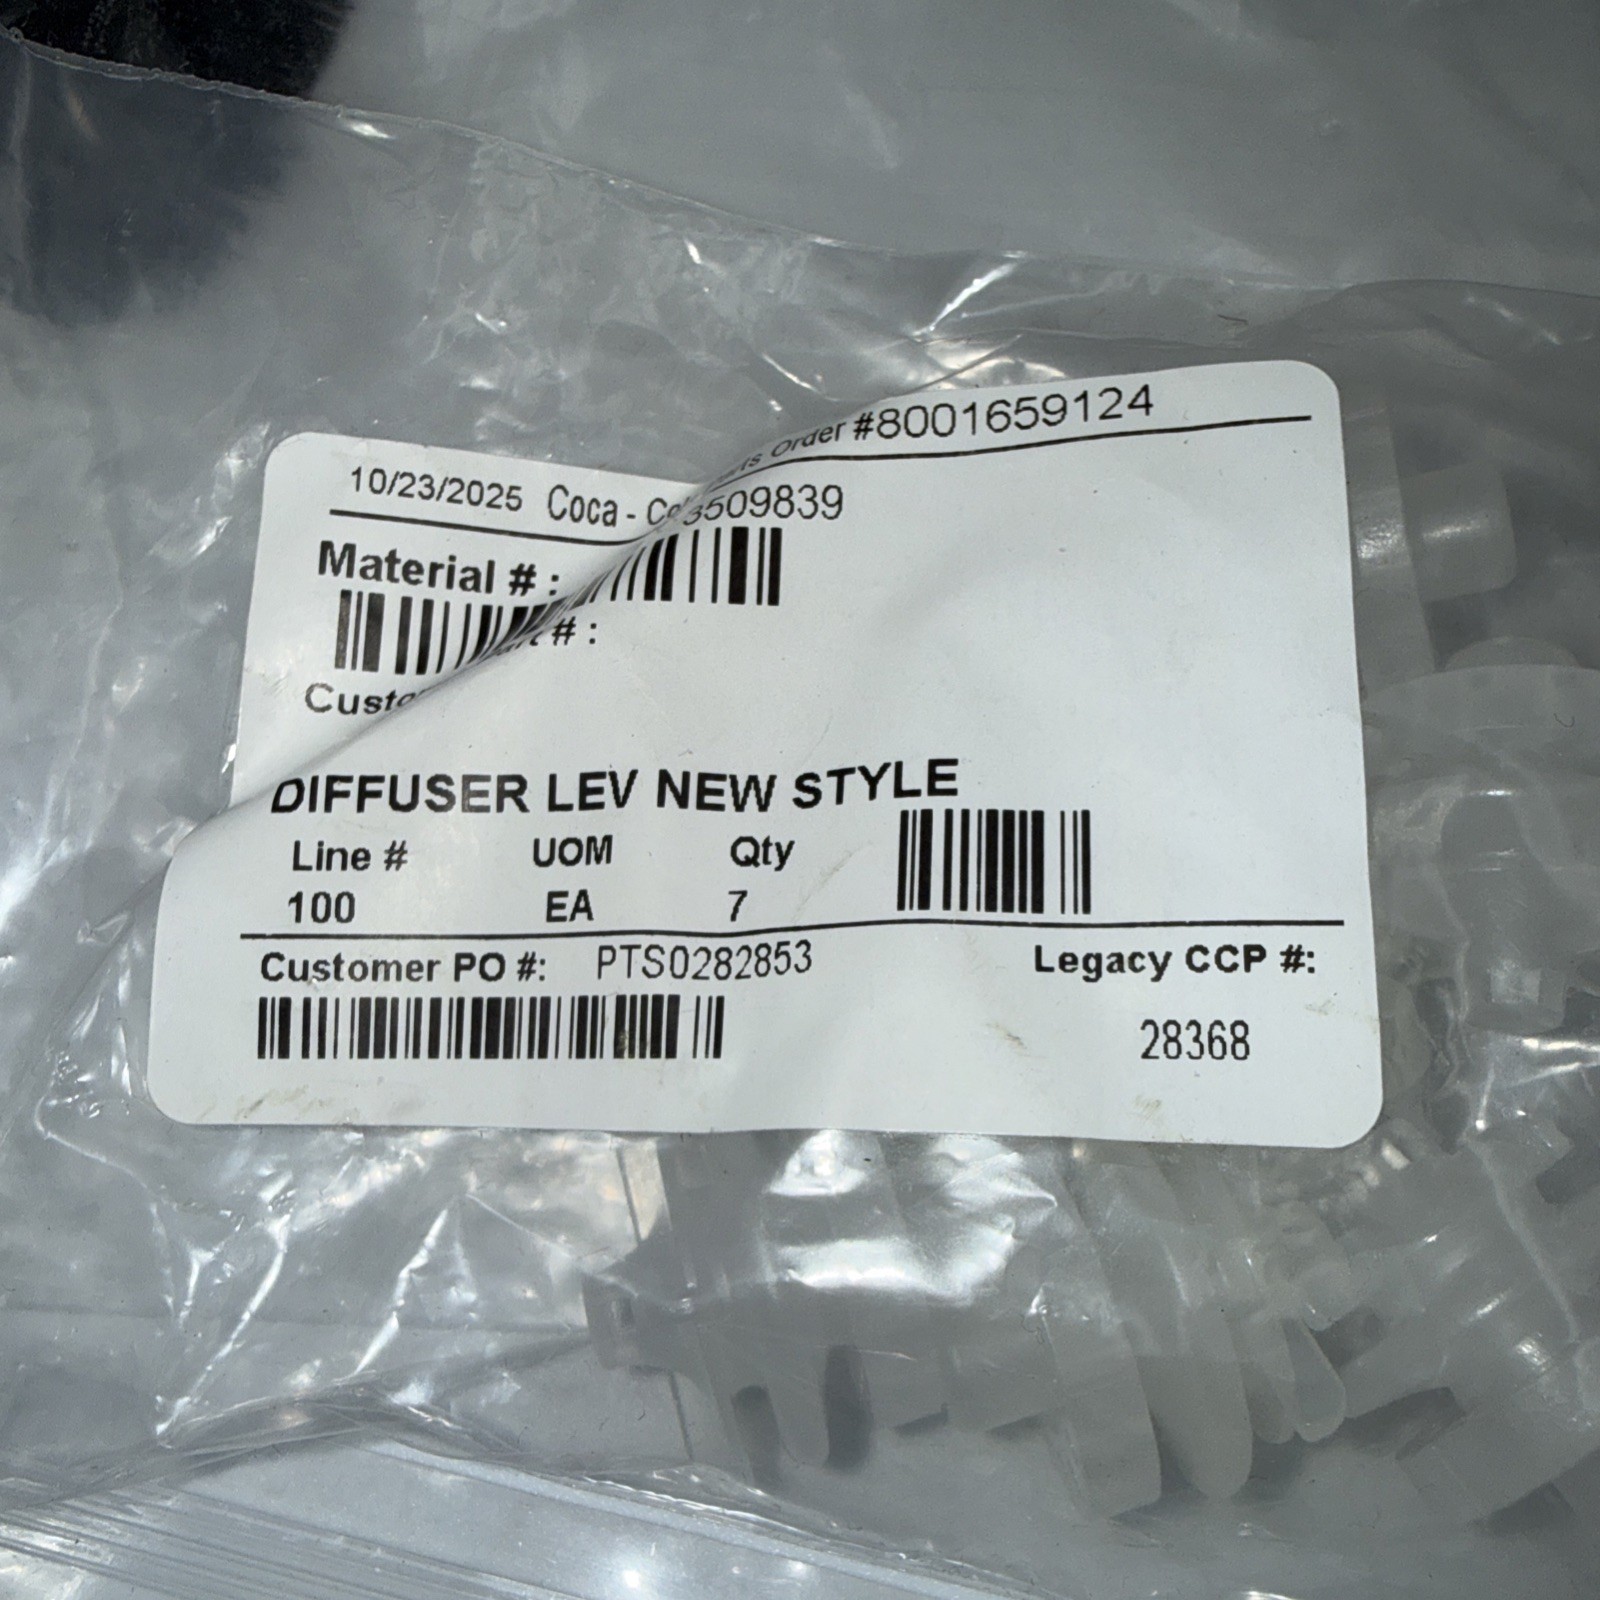 10/23/2025 Coca - Co Order #8001659124
Material # : 3509839
Custo # :
DIFFUSER LEV NEW STYLE
Line # UOM Qty
100 EA 7
Customer PO #: PTS0282853 Legacy CCP #:
28368